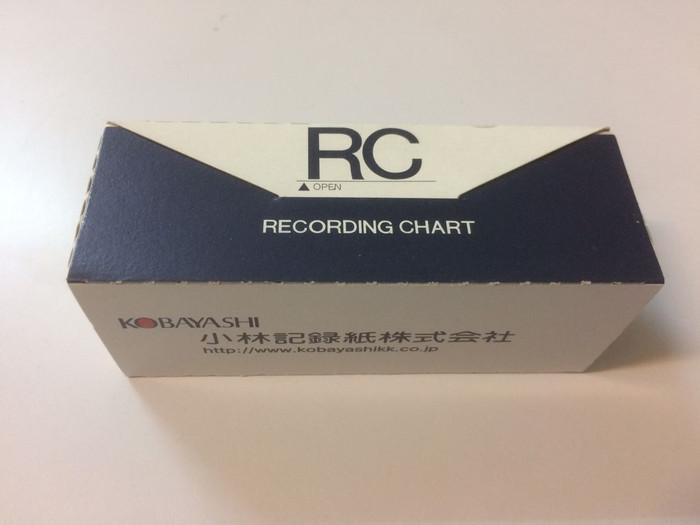 RC
▲ OPEN
RECORDING CHART
KOBAYASHI
小林記録紙株式会社
http://www.kobayashikk.co.jp